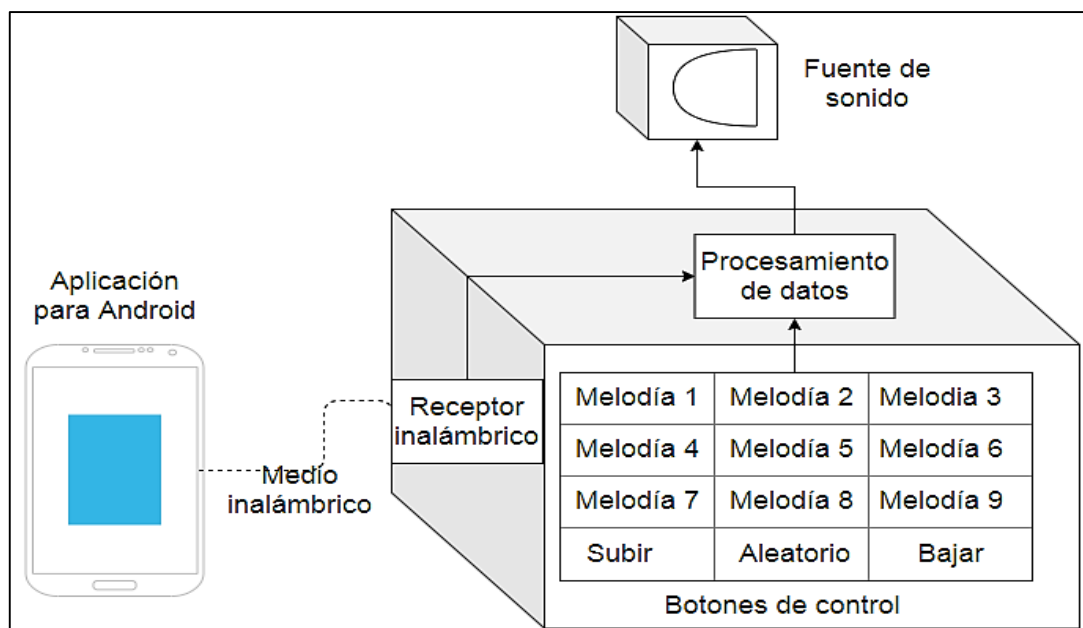 Fuente de
sonido
Procesamiento
de datos
Aplicación
para Android
Receptor
inalámbrico
Medio
inalámbrico
Melodía 1 Melodía 2 Melodia 3
Melodía 4 Melodía 5 Melodía 6
Melodía 7 Melodía 8 Melodía 9
Subir Aleatorio Bajar
Botones de control